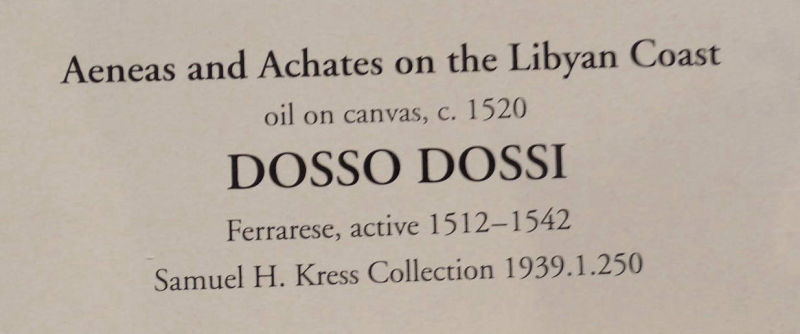 Aeneas and Achates on the Libyan Coast
oil on canvas, c. 1520
DOSSO DOSSI
Ferrarese, active 1512–1542
Samuel H. Kress Collection 1939.1.250